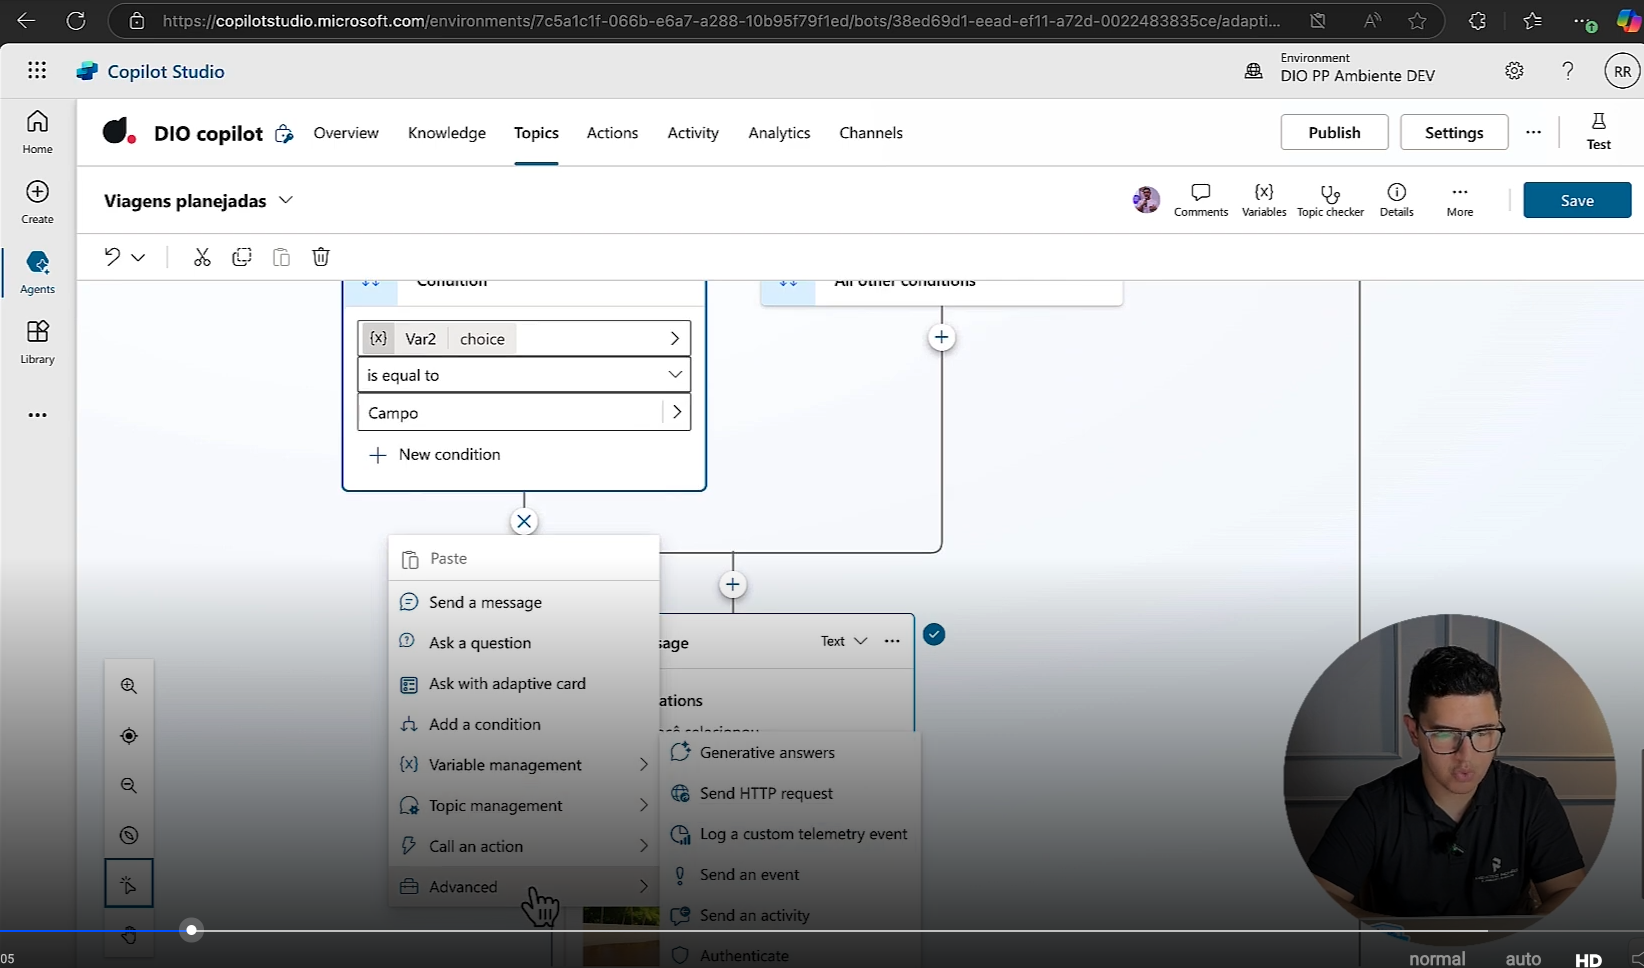 https://copilotstudio.microsoft.com/environments/7c5a1c1f-066b-e6a7-a288-10b95f79f1ed/bots/38ed69d1-eead-ef11-a72d-0022483835ce/adapti...
Copilot Studio
Environment
DIO PP Ambiente DEV
RR
Home
Create
Agents
Library
DIO copilot
Overview
Knowledge
Topics
Actions
Activity
Analytics
Channels
Publish
Settings
Test
Viagens planejadas
Comments
Variables
Topic checker
Details
More
Save
Condition
All other conditions
{x} Var2 choice
is equal to
Campo
New condition
Paste
Send a message
Ask a question
Ask with adaptive card
Add a condition
Variable management
Topic management
Call an action
Advanced
sage
Text
ations
selecionou
Generative answers
Send HTTP request
Log a custom telemetry event
Send an event
Send an activity
Authenticate
05
normal
auto
HD